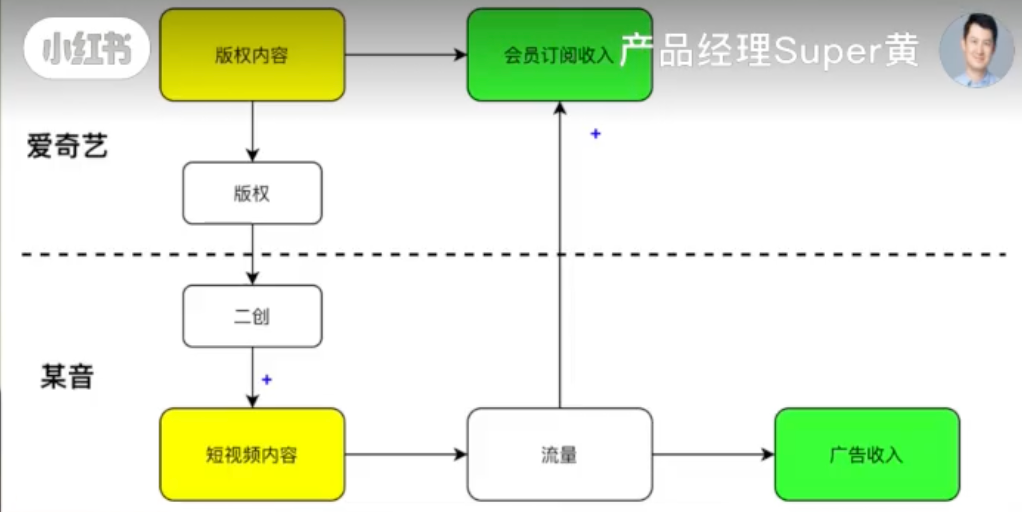 小红书
版权内容
会员订阅收入
产品经理Super黄
爱奇艺
+
版权
二创
某音
+
短视频内容
流量
广告收入